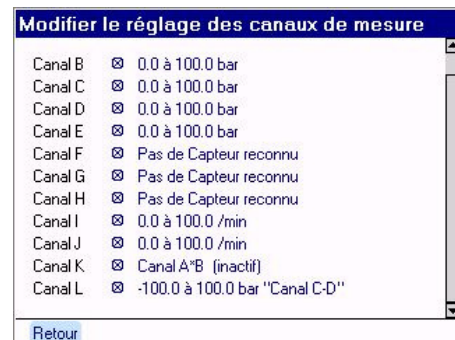 Modifier le réglage des canaux de mesure
Canal B ⊠ 0.0 à 100.0 bar
Canal C ⊠ 0.0 à 100.0 bar
Canal D ⊠ 0.0 à 100.0 bar
Canal E ⊠ 0.0 à 100.0 bar
Canal F ⊠ Pas de Capteur reconnu
Canal G ⊠ Pas de Capteur reconnu
Canal H ⊠ Pas de Capteur reconnu
Canal I ⊠ 0.0 à 100.0 /min
Canal J ⊠ 0.0 à 100.0 /min
Canal K ⊠ Canal A*B (inactif)
Canal L ⊠ -100.0 à 100.0 bar "Canal C-D"
Retour